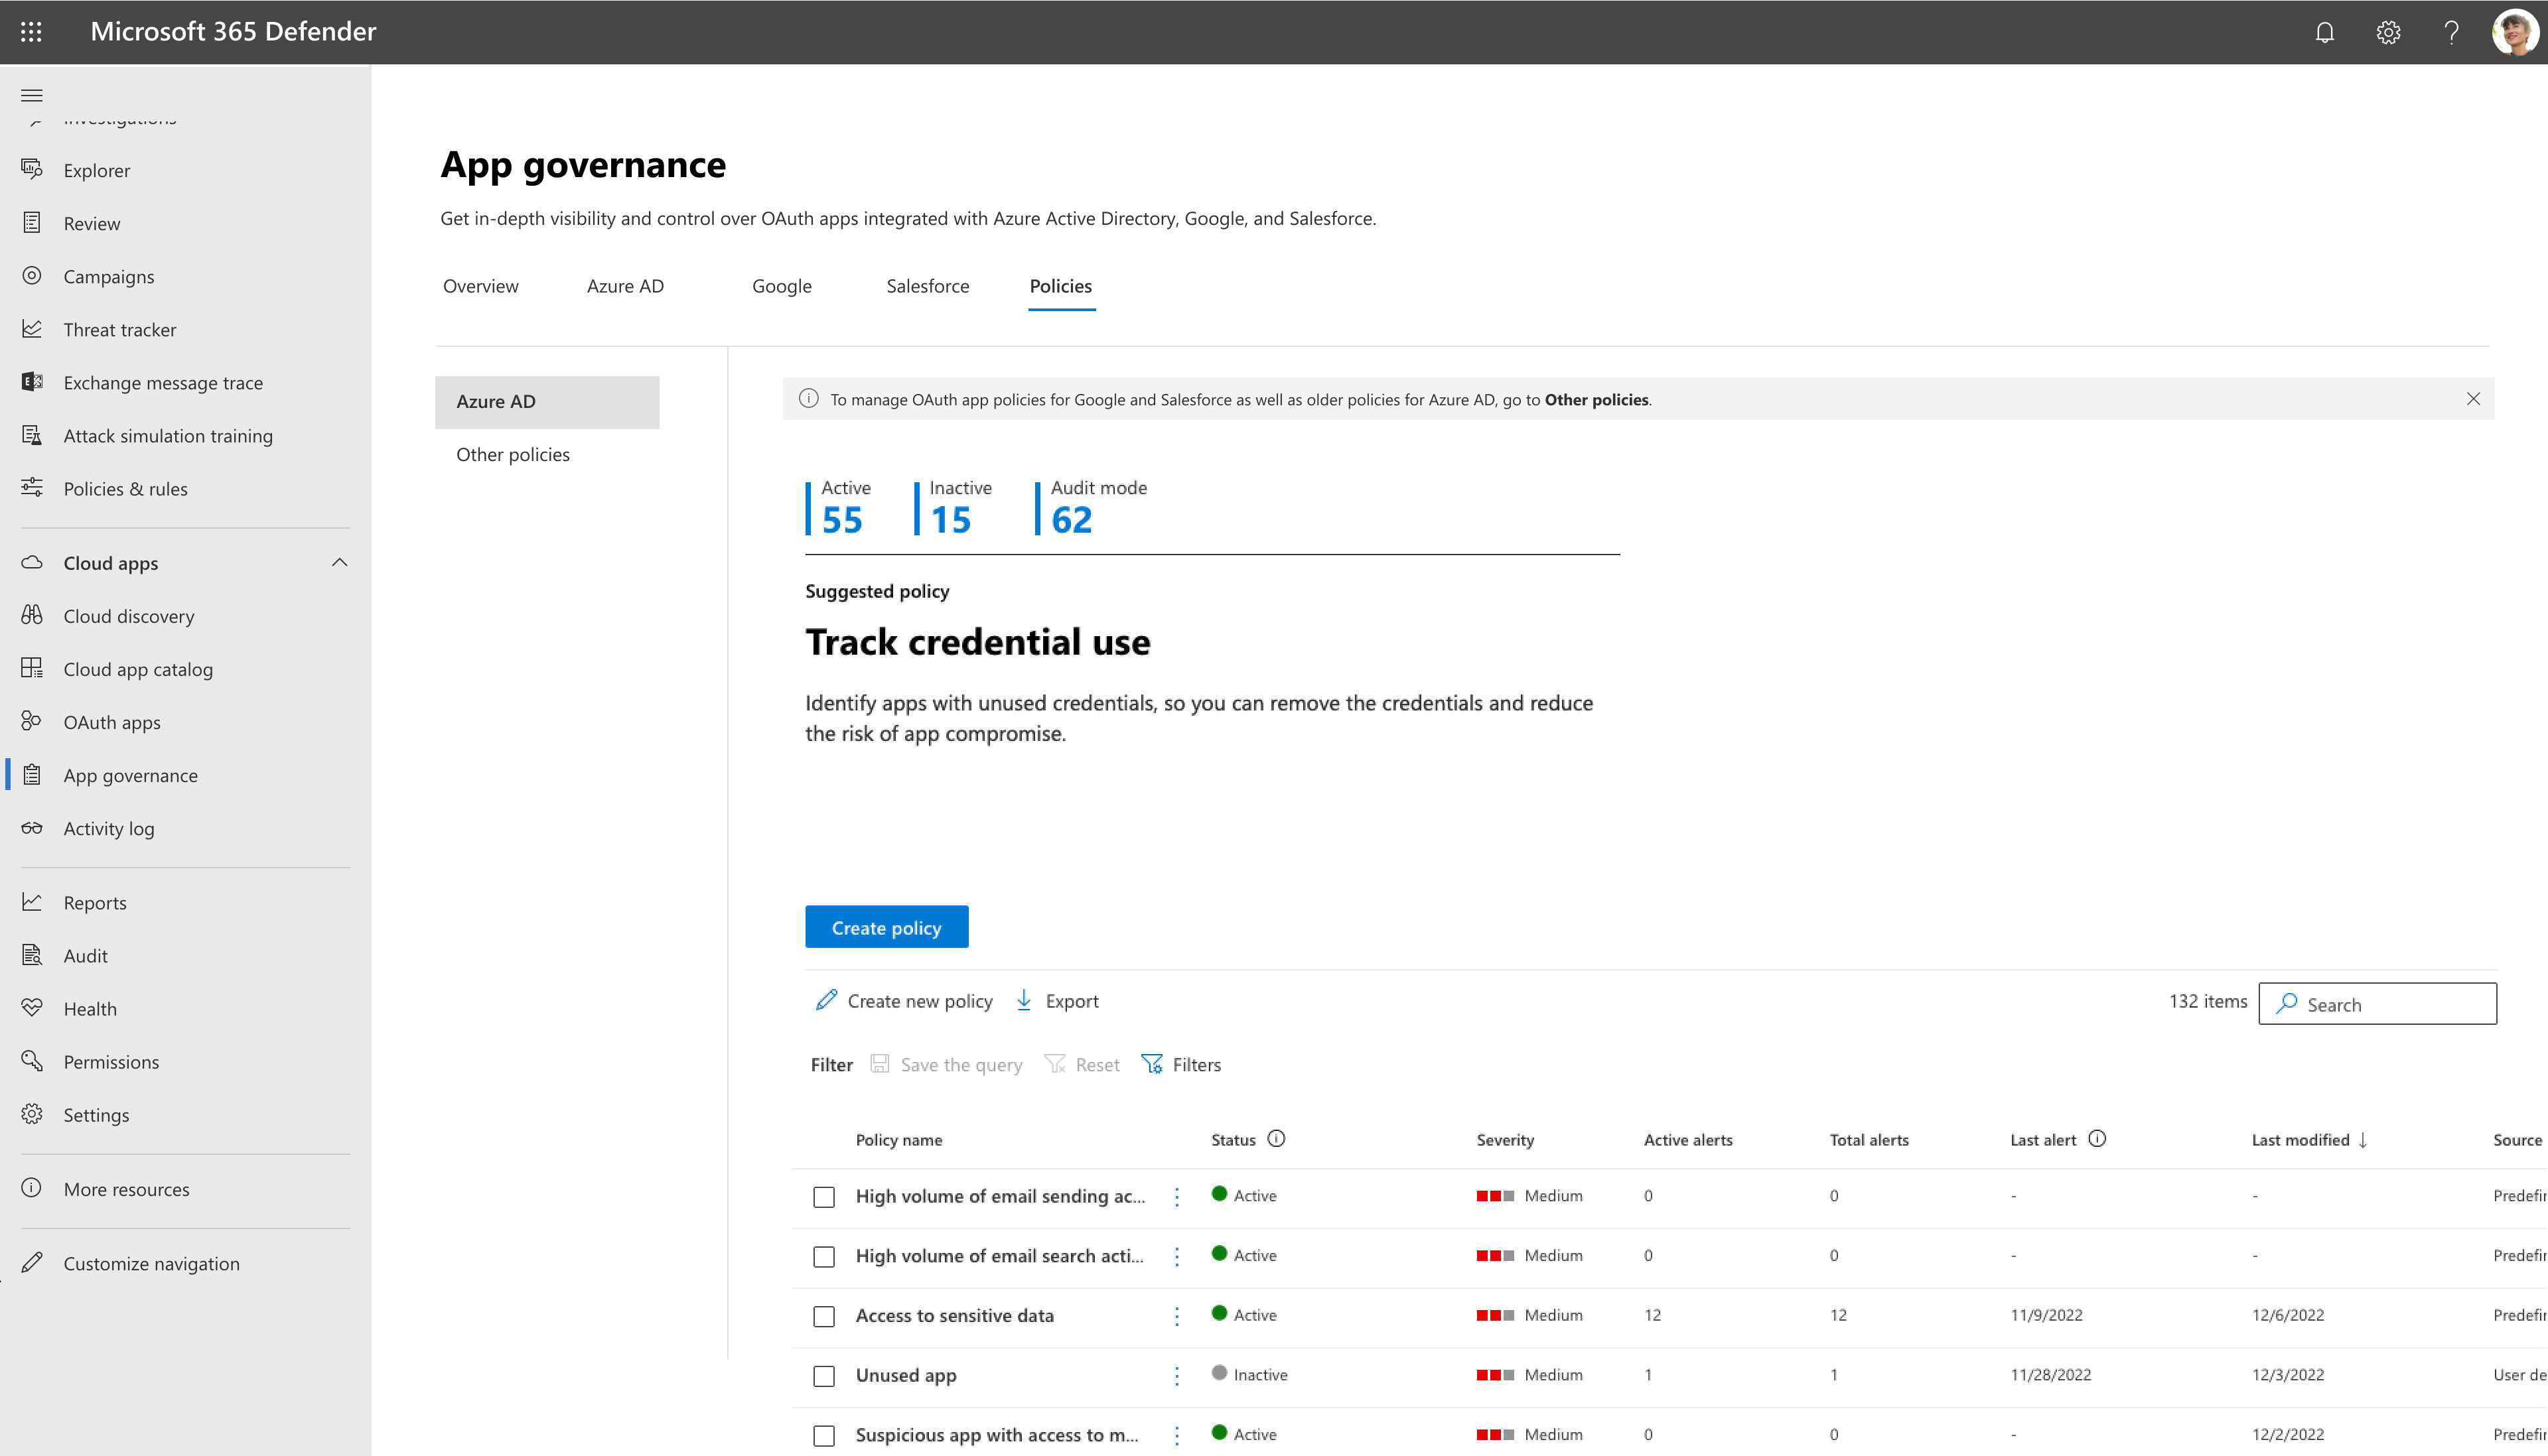 Microsoft 365 Defender
Investigations
Explorer
Review
Campaigns
Threat tracker
Exchange message trace
Attack simulation training
Policies & rules
Cloud apps
Cloud discovery
Cloud app catalog
OAuth apps
App governance
Activity log
Reports
Audit
Health
Permissions
Settings
More resources
Customize navigation
App governance
Get in-depth visibility and control over OAuth apps integrated with Azure Active Directory, Google, and Salesforce.
Overview Azure AD Google Salesforce Policies
Azure AD
Other policies
To manage OAuth app policies for Google and Salesforce as well as older policies for Azure AD, go to Other policies.
Active Inactive Audit mode
55 15 62
Suggested policy
Track credential use
Identify apps with unused credentials, so you can remove the credentials and reduce
the risk of app compromise.
Create policy
Create new policy Export 132 items Search
Filter Save the query Reset Filters
Policy name Status Severity Active alerts Total alerts Last alert Last modified ↓ Source
High volume of email sending ac... Active Medium 0 0 - - Predefin
High volume of email search acti... Active Medium 0 0 - - Predefin
Access to sensitive data Active Medium 12 12 11/9/2022 12/6/2022 Predefin
Unused app Inactive Medium 1 1 11/28/2022 12/3/2022 User de
Suspicious app with access to m... Active Medium 0 0 - 12/2/2022 Predefin